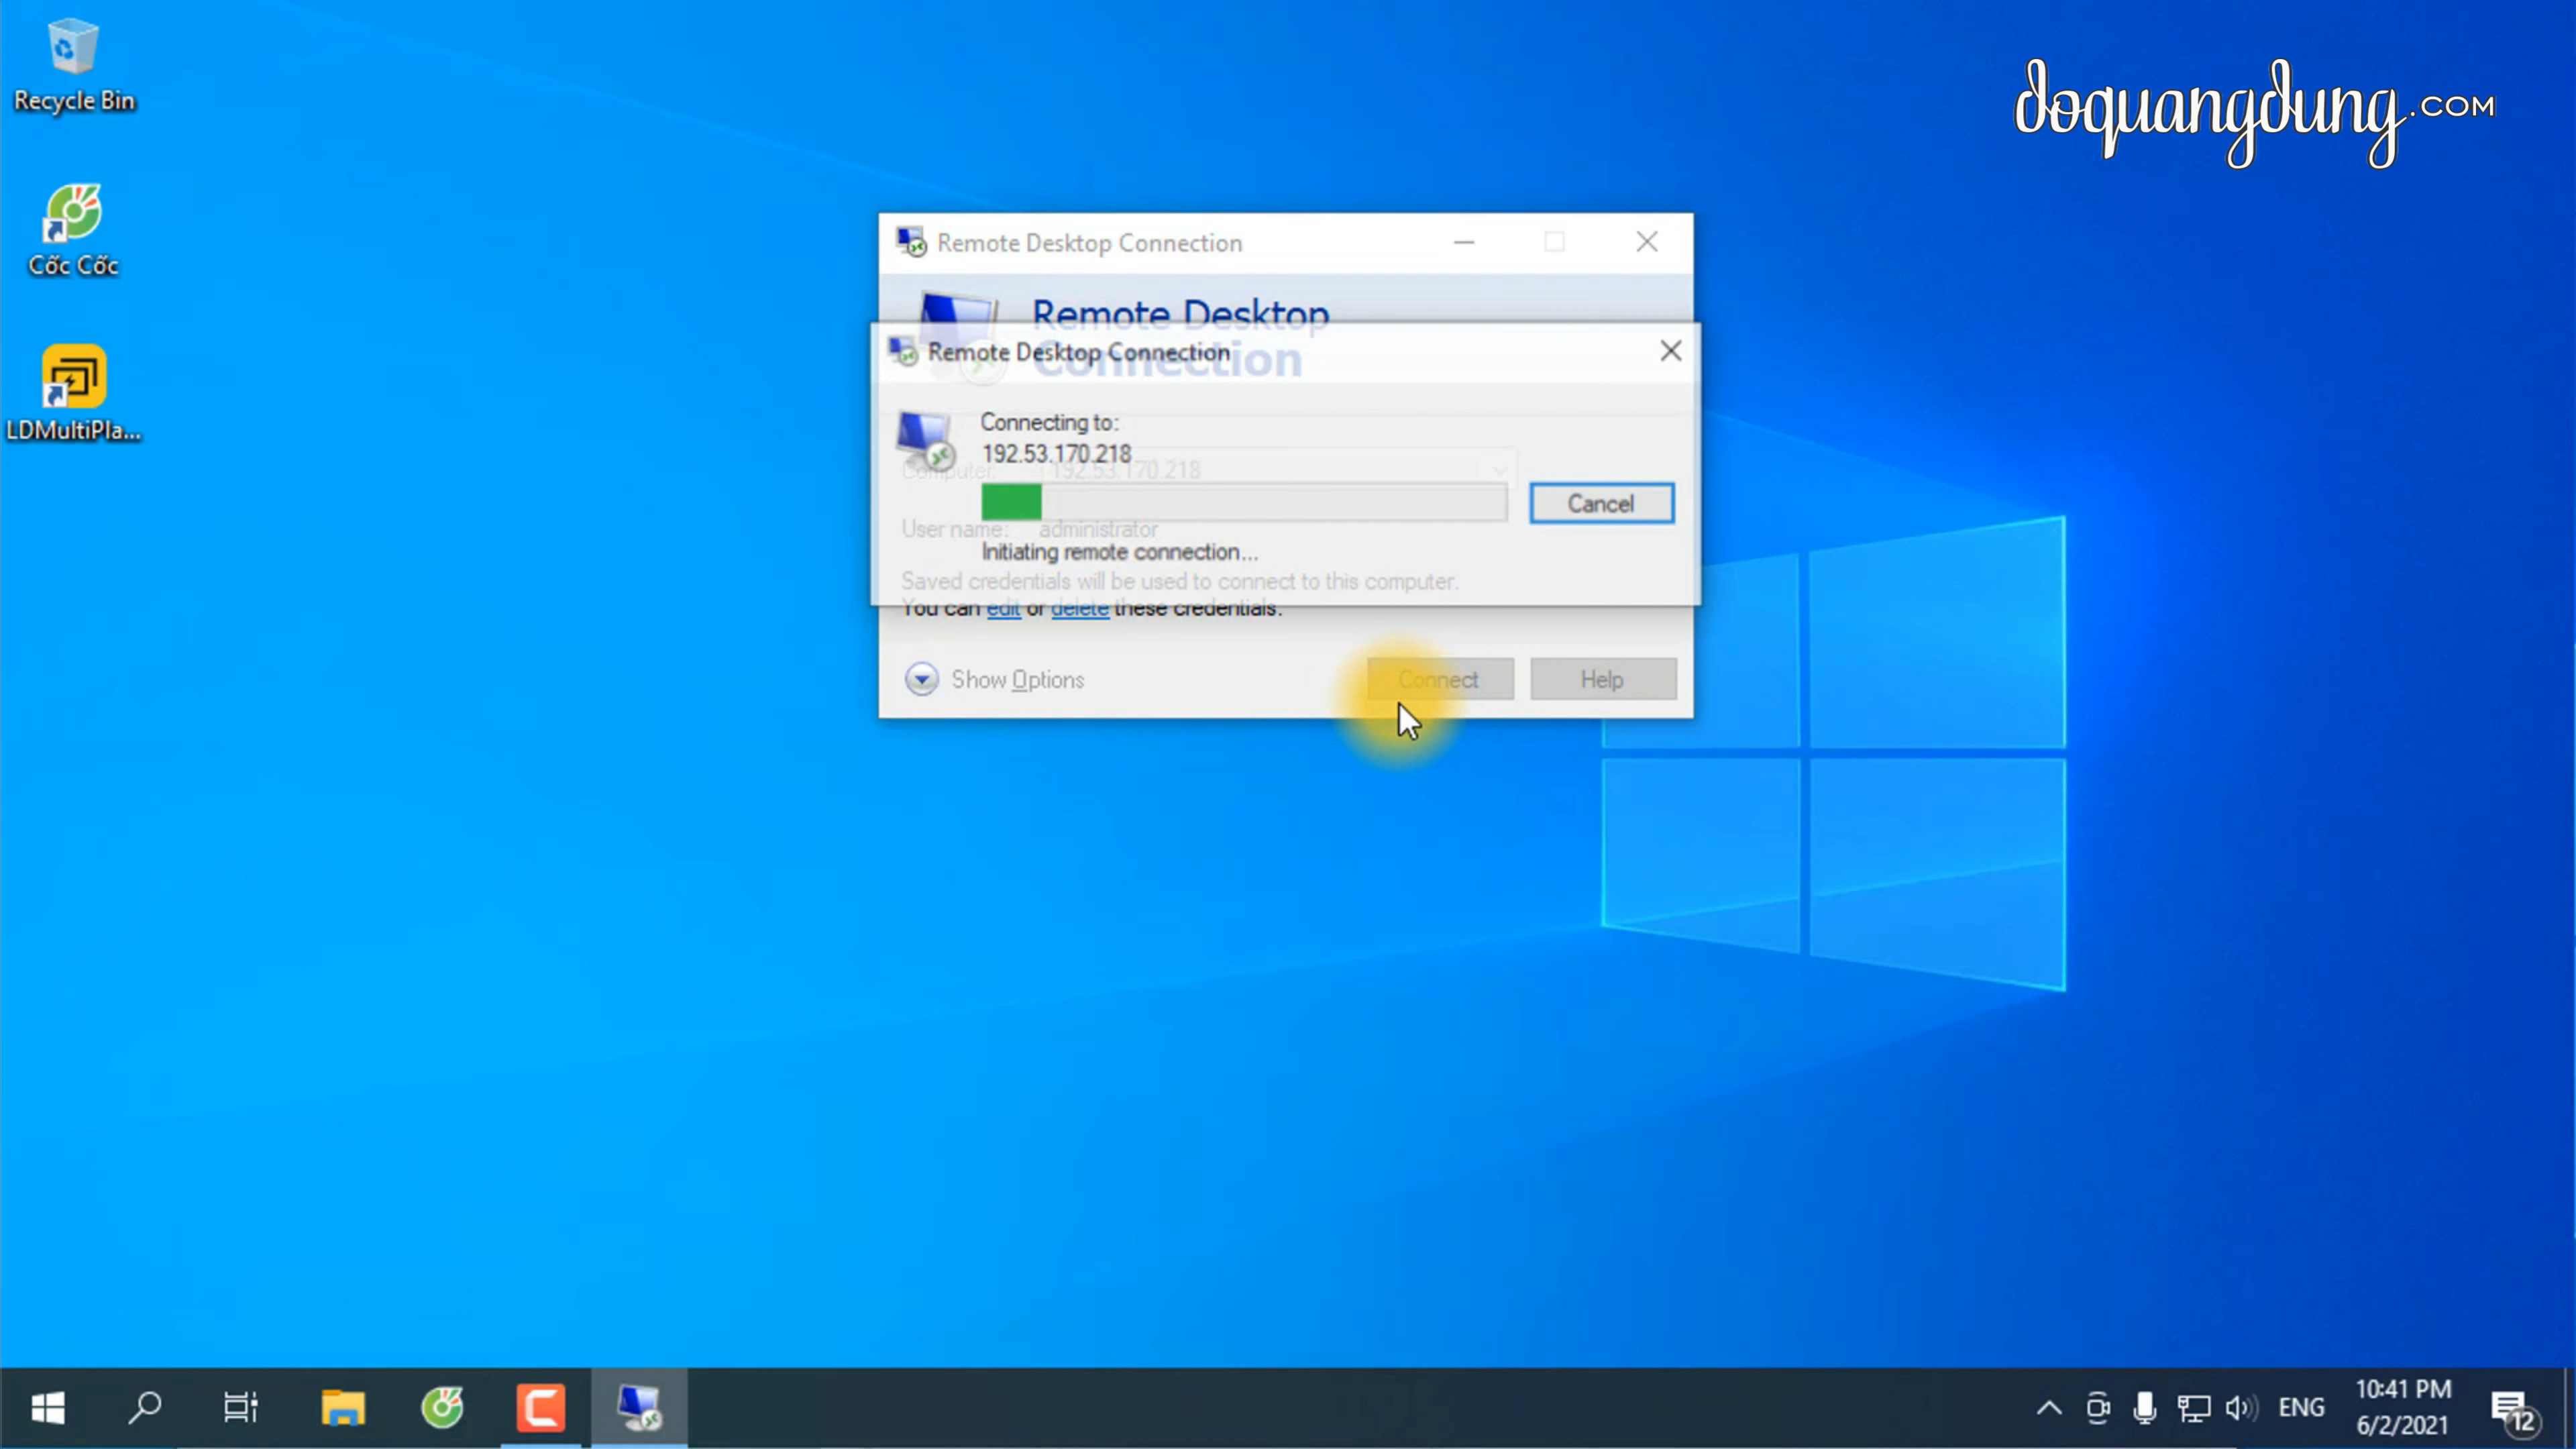 Recycle Bin
Cốc Cốc
LDMultiPla...
doquangdung.COM
Remote Desktop Connection
Remote Desktop
Connection
Remote Desktop Connection
Connecting to:
192.53.170.218
Computer: 192.53.170.218
Cancel
User name: administrator
Initiating remote connection...
Saved credentials will be used to connect to this computer.
You can edit or delete these credentials.
Show Options
Connect
Help
ENG
10:41 PM
6/2/2021
12